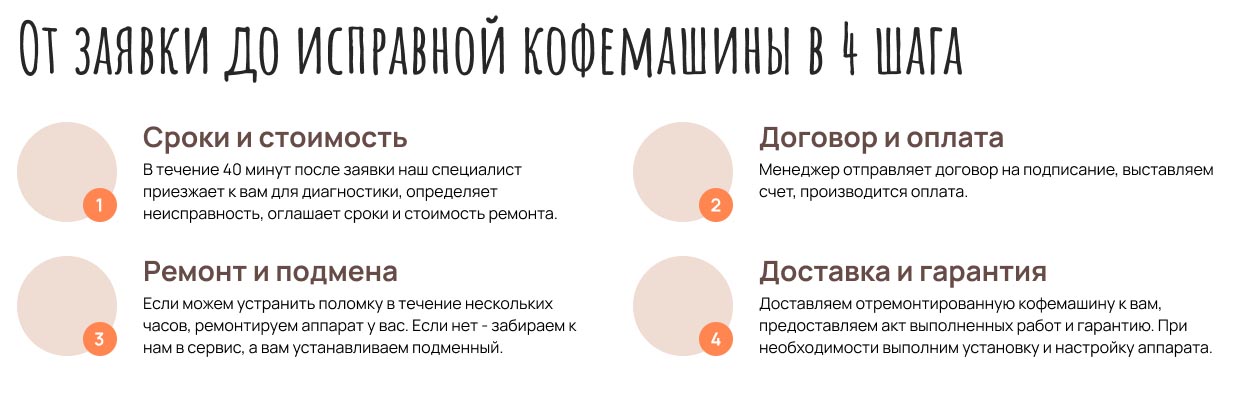 От заявки до исправной кофемашины в 4 шага
Сроки и стоимость
В течение 40 минут после заявки наш специалист
приезжает к вам для диагностики, определяет
неисправность, оглашает сроки и стоимость ремонта.
1
Договор и оплата
Менеджер отправляет договор на подписание, выставляем
счет, производится оплата.
2
Ремонт и подмена
Если можем устранить поломку в течение нескольких
часов, ремонтируем аппарат у вас. Если нет - забираем к
нам в сервис, а вам устанавливаем подменный.
3
Доставка и гарантия
Доставляем отремонтированную кофемашину к вам,
предоставляем акт выполненных работ и гарантию. При
необходимости выполним установку и настройку аппарата.
4